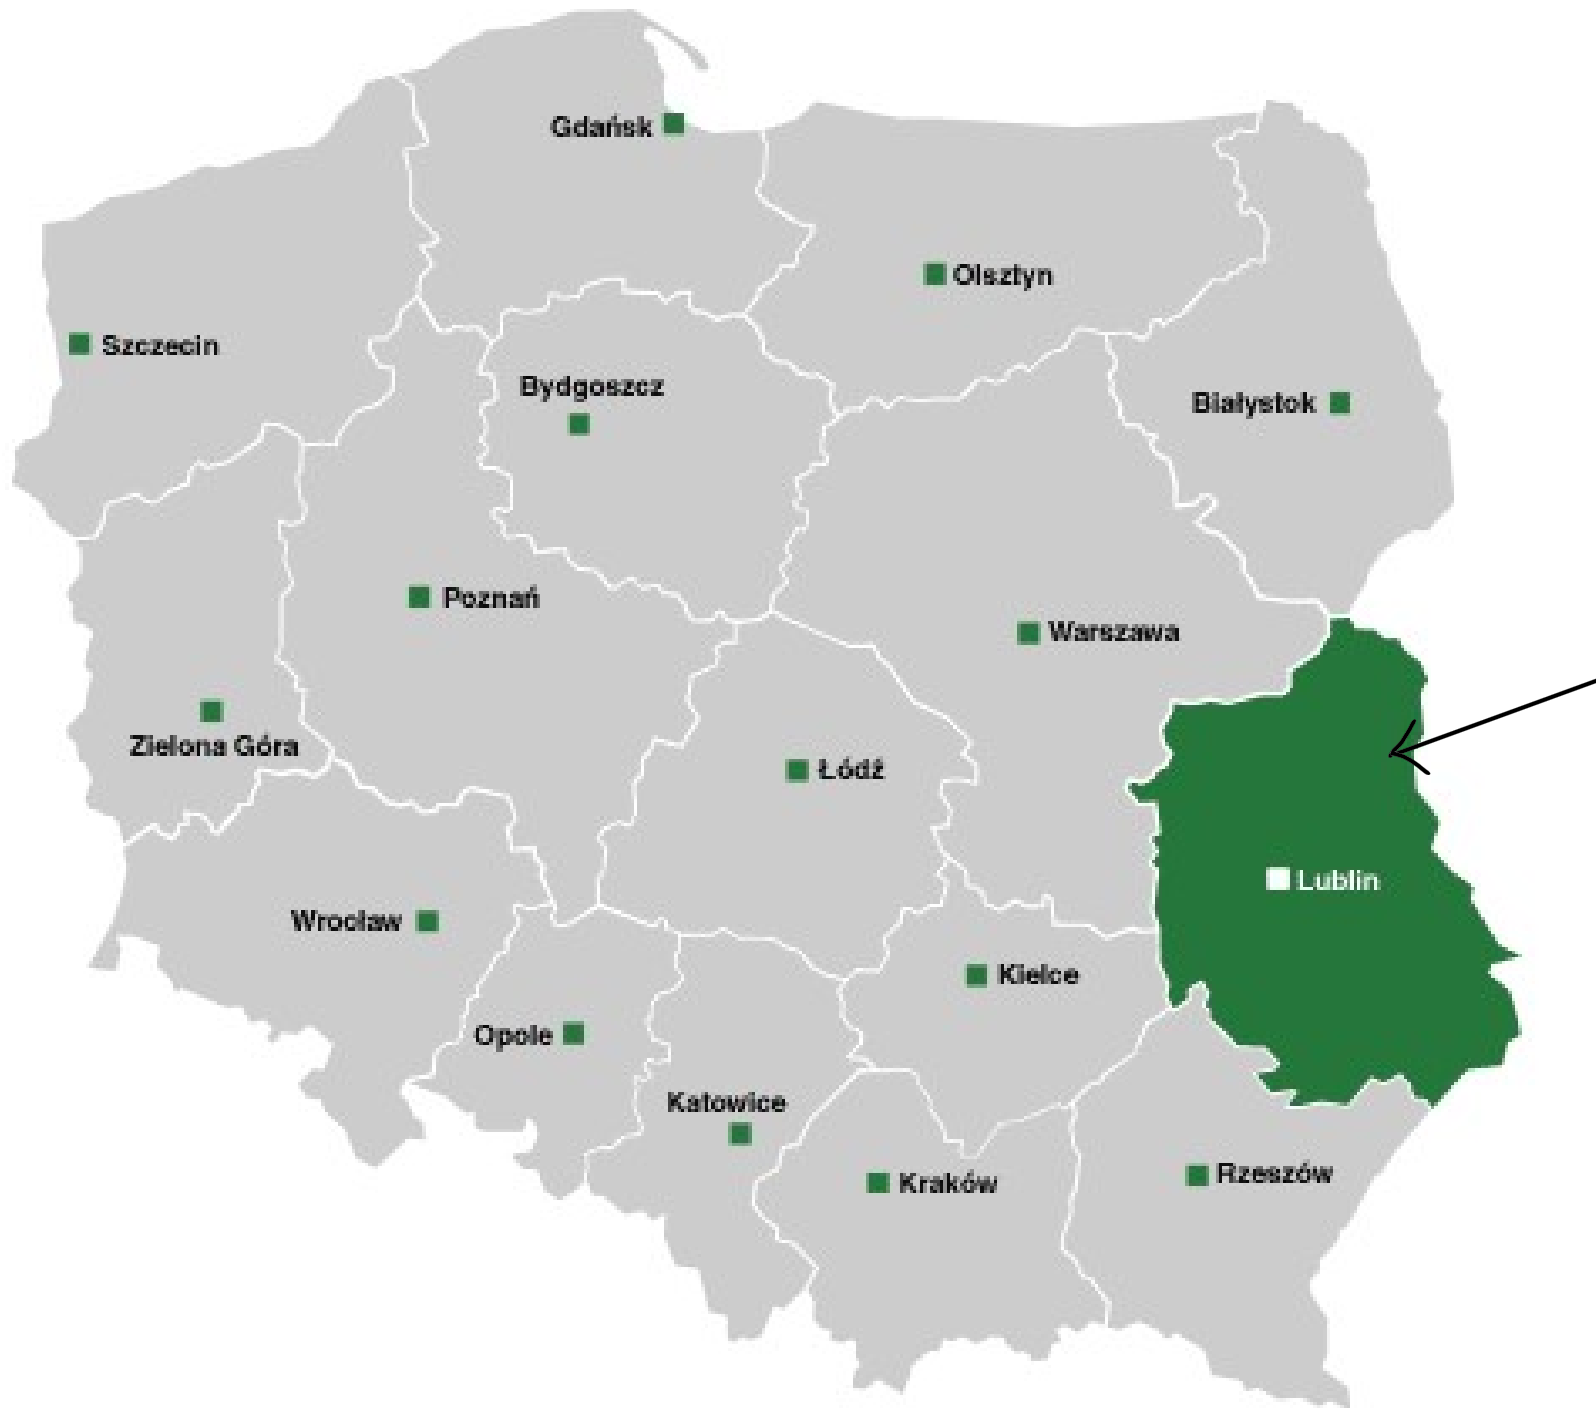 Gdańsk
Olsztyn
Szczecin
Bydgoszcz
Białystok
Poznań
Warszawa
Zielona Góra
Łódź
Lublin
Wrocław
Kielce
Opole
Katowice
Rzeszów
Kraków